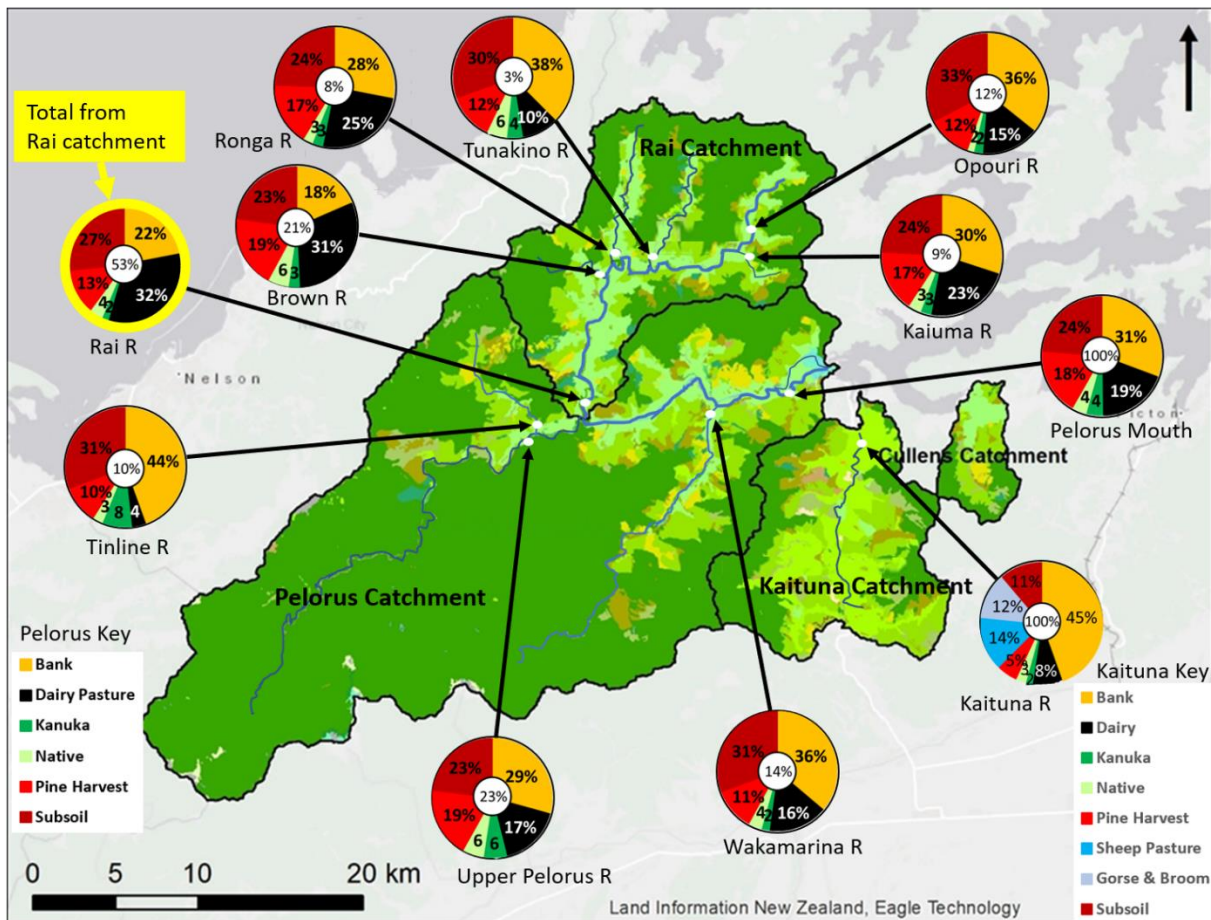 24%
28%
8%
17%
3
3
25%
Ronga R
30%
38%
3%
12%
6
4
10%
Tunakino R
33%
36%
12%
12%
2
2
15%
Opouri R
Total from
Rai catchment
Rai Catchment
23%
18%
21%
19%
6
3
31%
Brown R
24%
30%
9%
17%
3
3
23%
Kaiuma R
27%
22%
53%
13%
4
2
32%
Rai R
Nelson
24%
31%
100%
18%
4
4
19%
Pelorus Mouth
31%
44%
10%
10%
3
8
4
Tinline R
Cullens Catchment
Pelorus Catchment
Kaituna Catchment
11%
12%
45%
100%
14%
5%
3
2
8%
Kaituna R
Pelorus Key
Bank
Dairy Pasture
Kanuka
Native
Pine Harvest
Subsoil
Kaituna Key
Bank
Dairy
Kanuka
Native
Pine Harvest
Sheep Pasture
Gorse & Broom
Subsoil
23%
29%
23%
19%
6
6
17%
Upper Pelorus R
31%
36%
14%
11%
4
2
16%
Wakamarina R
0 5 10 20 km
Land Information New Zealand, Eagle Technology